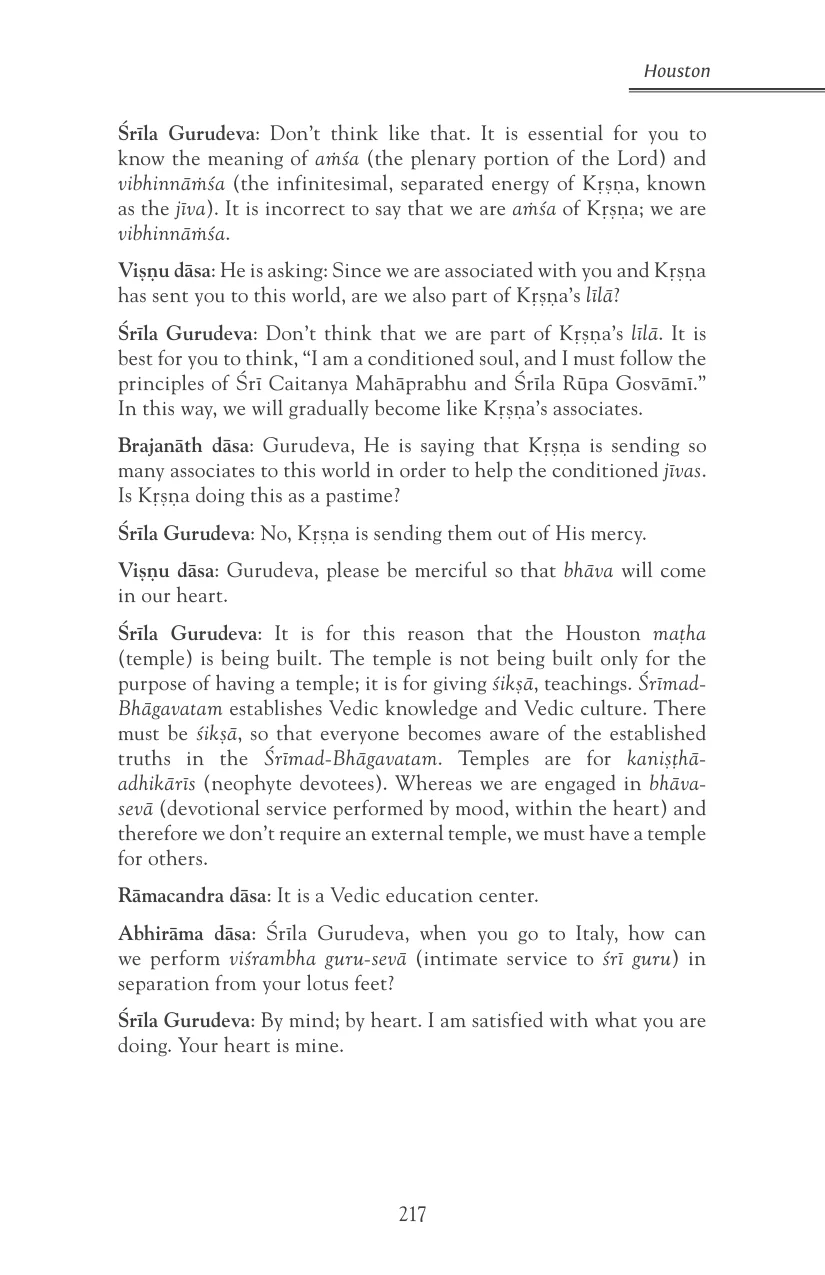 Houston
Śrīla Gurudeva: Don’t think like that. It is essential for you to
know the meaning of aṁśa (the plenary portion of the Lord) and
vibhinnāṁśa (the infinitesimal, separated energy of Kṛṣṇa, known
as the jīva). It is incorrect to say that we are aṁśa of Kṛṣṇa; we are
vibhinnāṁśa.
Viṣṇu dāsa: He is asking: Since we are associated with you and Kṛṣṇa
has sent you to this world, are we also part of Kṛṣṇa’s līlā?
Śrīla Gurudeva: Don’t think that we are part of Kṛṣṇa’s līlā. It is
best for you to think, “I am a conditioned soul, and I must follow the
principles of Śrī Caitanya Mahāprabhu and Śrīla Rūpa Gosvāmī.”
In this way, we will gradually become like Kṛṣṇa’s associates.
Brajanāth dāsa: Gurudeva, He is saying that Kṛṣṇa is sending so
many associates to this world in order to help the conditioned jīvas.
Is Kṛṣṇa doing this as a pastime?
Śrīla Gurudeva: No, Kṛṣṇa is sending them out of His mercy.
Viṣṇu dāsa: Gurudeva, please be merciful so that bhāva will come
in our heart.
Śrīla Gurudeva: It is for this reason that the Houston maṭha
(temple) is being built. The temple is not being built only for the
purpose of having a temple; it is for giving śikṣā, teachings. Śrīmad-
Bhāgavatam establishes Vedic knowledge and Vedic culture. There
must be śikṣā, so that everyone becomes aware of the established
truths in the Śrīmad-Bhāgavatam. Temples are for kaniṣṭhā-
adhikārīs (neophyte devotees). Whereas we are engaged in bhāva-
sevā (devotional service performed by mood, within the heart) and
therefore we don’t require an external temple, we must have a temple
for others.
Rāmacandra dāsa: It is a Vedic education center.
Abhirāma dāsa: Śrīla Gurudeva, when you go to Italy, how can
we perform viśrambha guru-sevā (intimate service to śrī guru) in
separation from your lotus feet?
Śrīla Gurudeva: By mind; by heart. I am satisfied with what you are
doing. Your heart is mine.
217